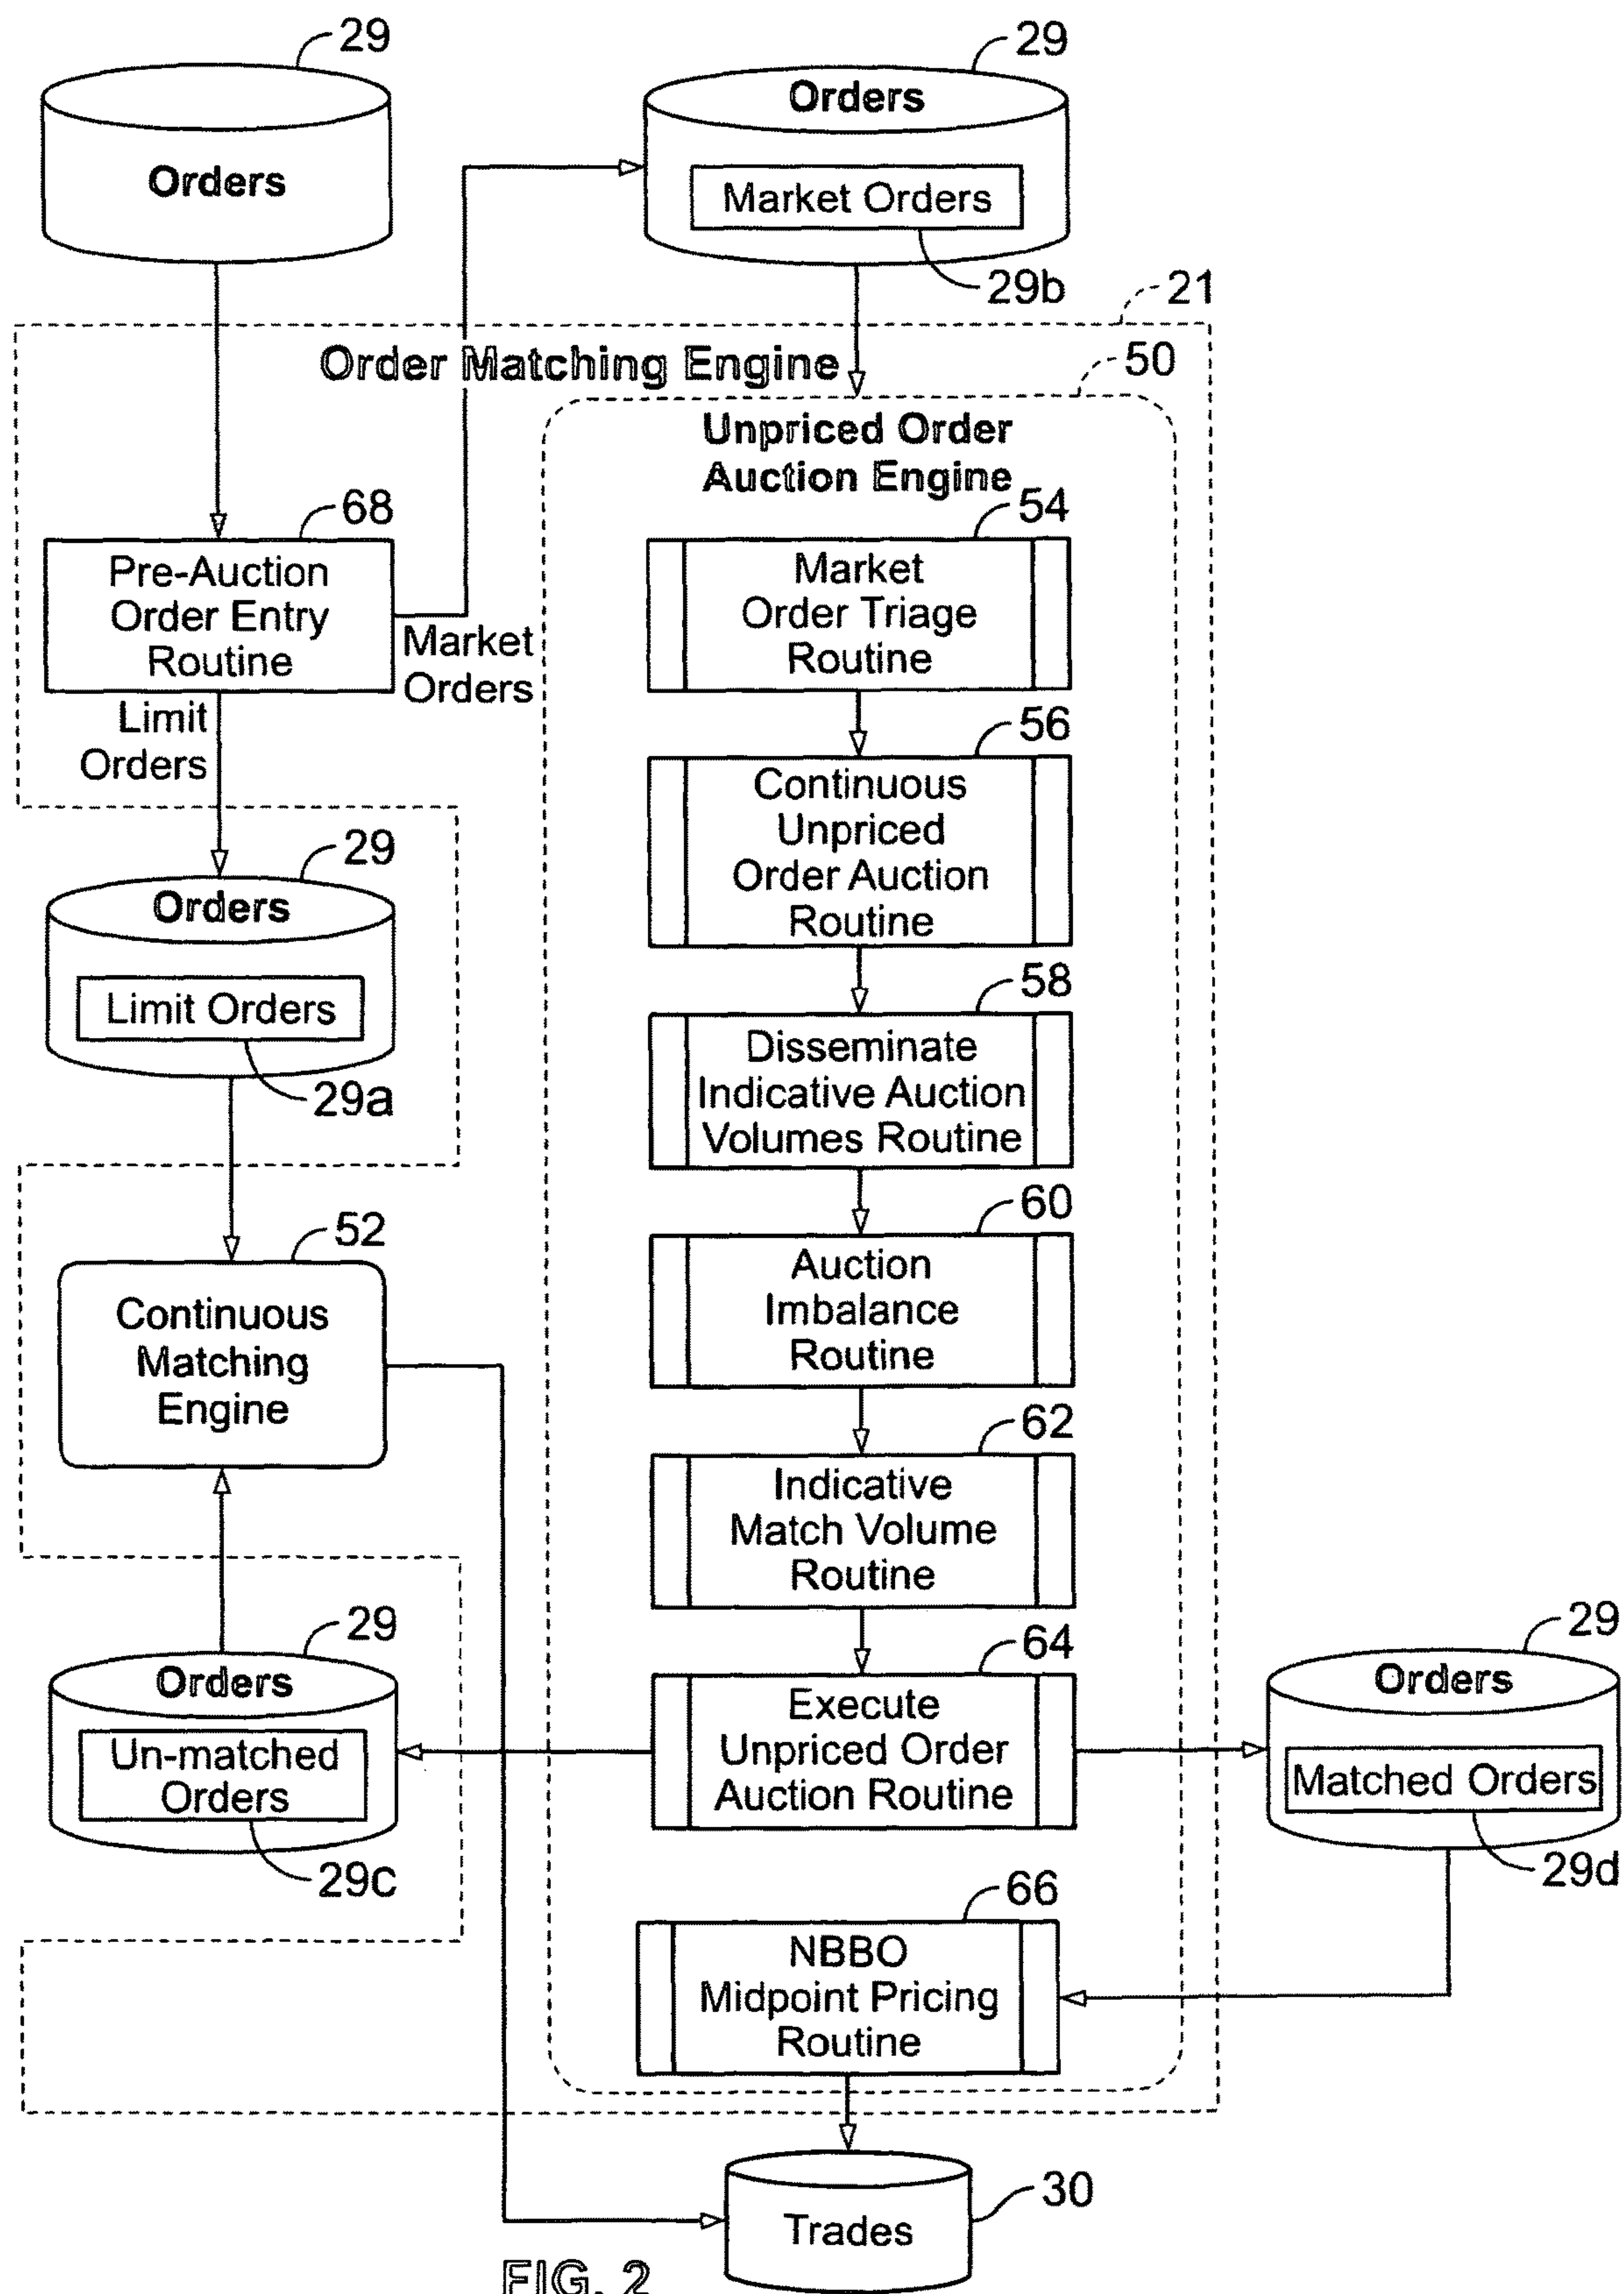 29
Orders
29
Orders
Market Orders
29b
21
Order Matching Engine
50
Unpriced Order
Auction Engine
68
Pre-Auction
Order Entry
Routine
Market
Orders
Limit
Orders
54
Market
Order Triage
Routine
56
Continuous
Unpriced
Order Auction
Routine
29
Orders
Limit Orders
29a
58
Disseminate
Indicative Auction
Volumes Routine
60
Auction
Imbalance
Routine
52
Continuous
Matching
Engine
62
Indicative
Match Volume
Routine
29
Orders
Un-matched
Orders
29c
64
Execute
Unpriced Order
Auction Routine
29
Orders
Matched Orders
29d
66
NBBO
Midpoint Pricing
Routine
30
Trades
FIG. 2